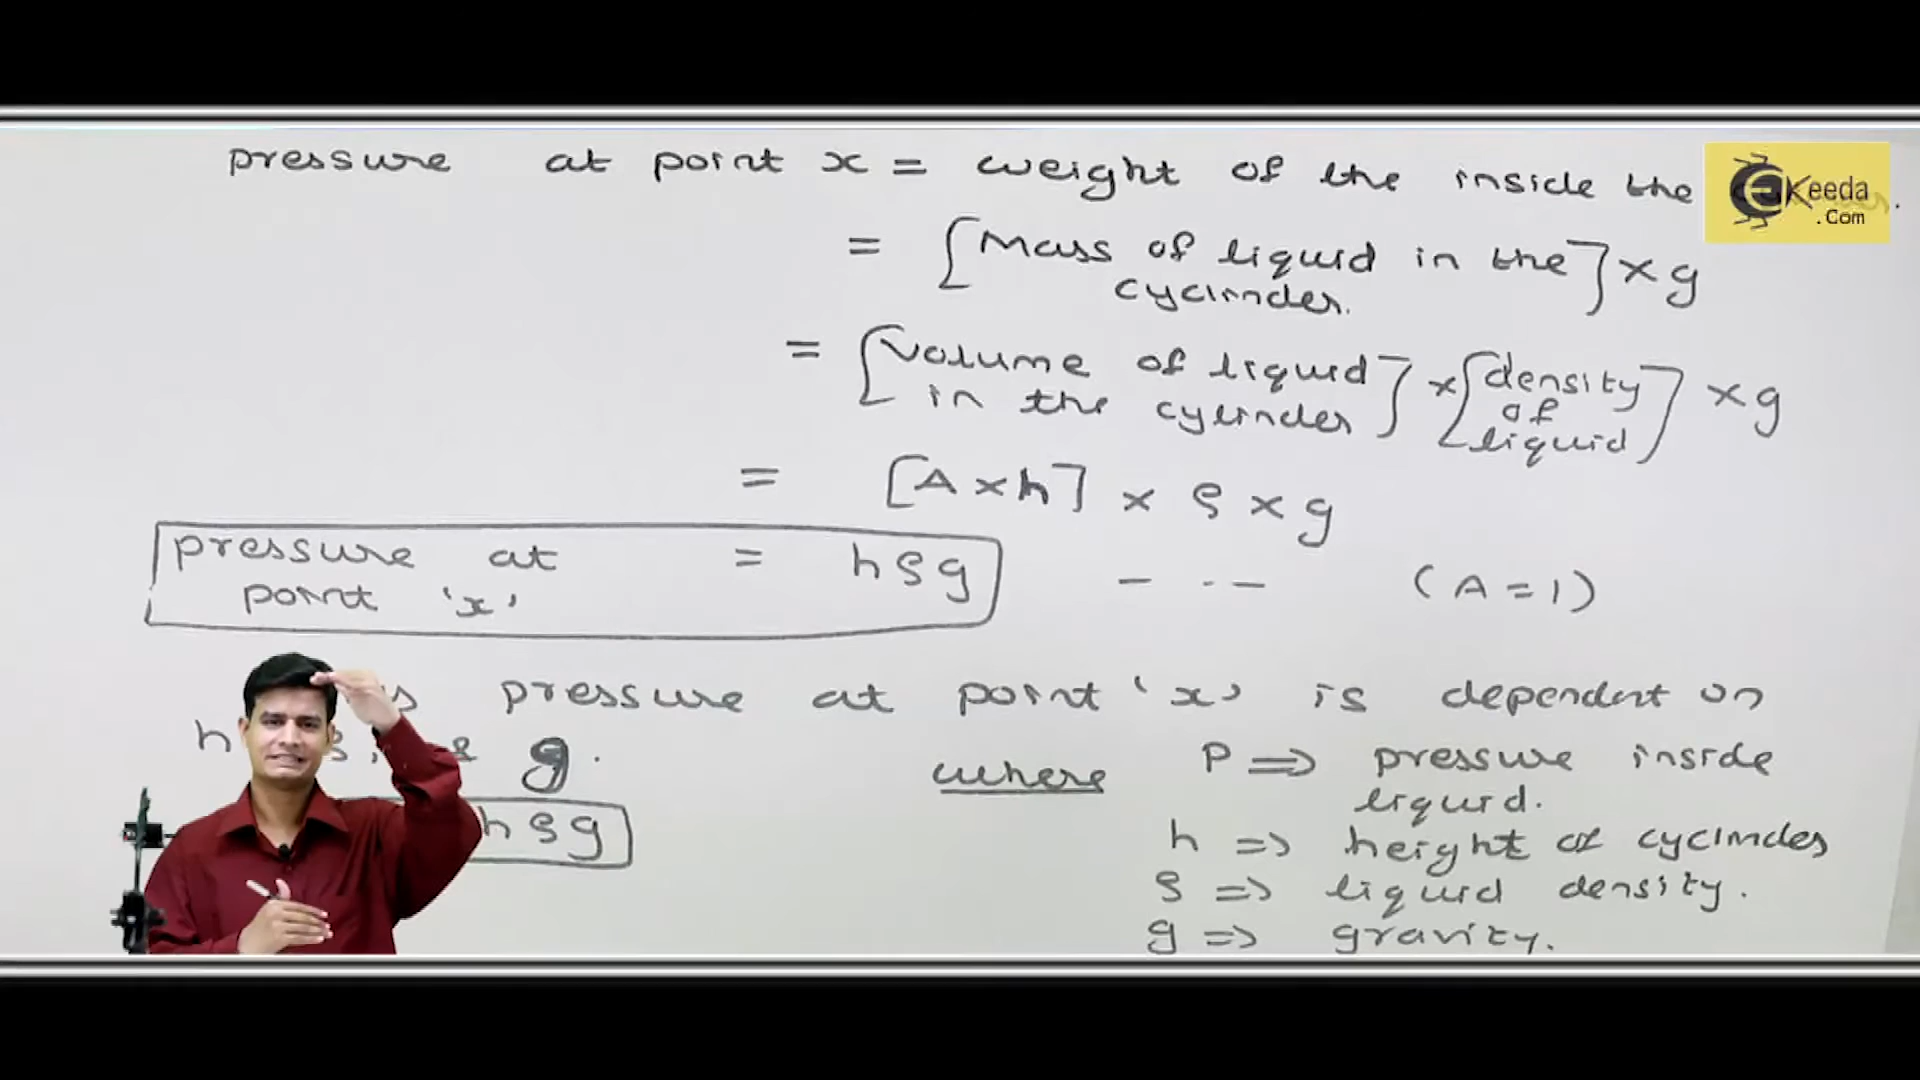 pressure at point x = weight of the inside the
Keeda
.Com
= [Mass of liquid in the cylinder.] × g
= [volume of liquid in the cylinder] × [density of liquid] × g
= [A × h] × ρ × g
pressure at point 'x' = hρg -- · -- (A = 1)
pressure at point 'x' is dependent on
h & g.
where P => pressure inside
liquid.
hρg
h => height of cylinder
ρ => liquid density.
g => gravity.